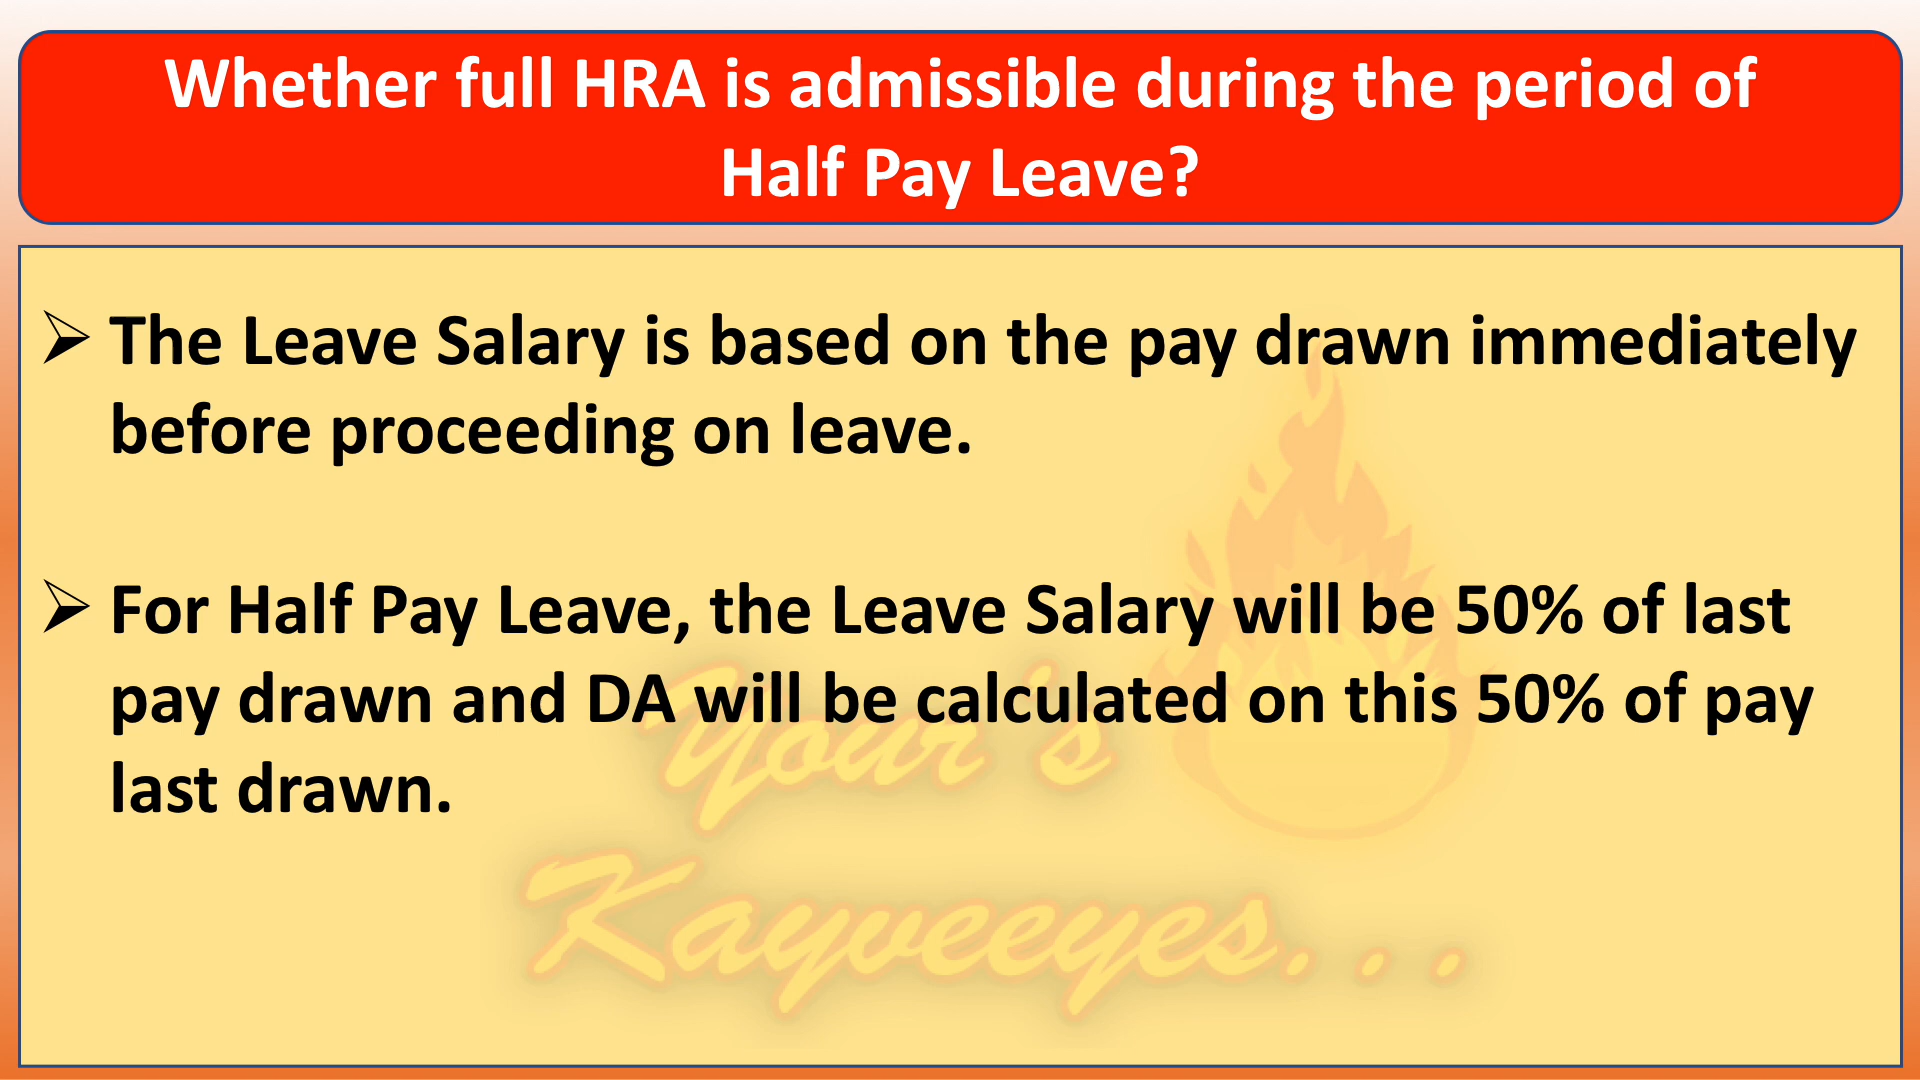 Whether full HRA is admissible during the period of
Half Pay Leave?
➢ The Leave Salary is based on the pay drawn immediately
before proceeding on leave.
➢ For Half Pay Leave, the Leave Salary will be 50% of last
pay drawn and DA will be calculated on this 50% of pay
last drawn.
Your's
Kayveeyes...